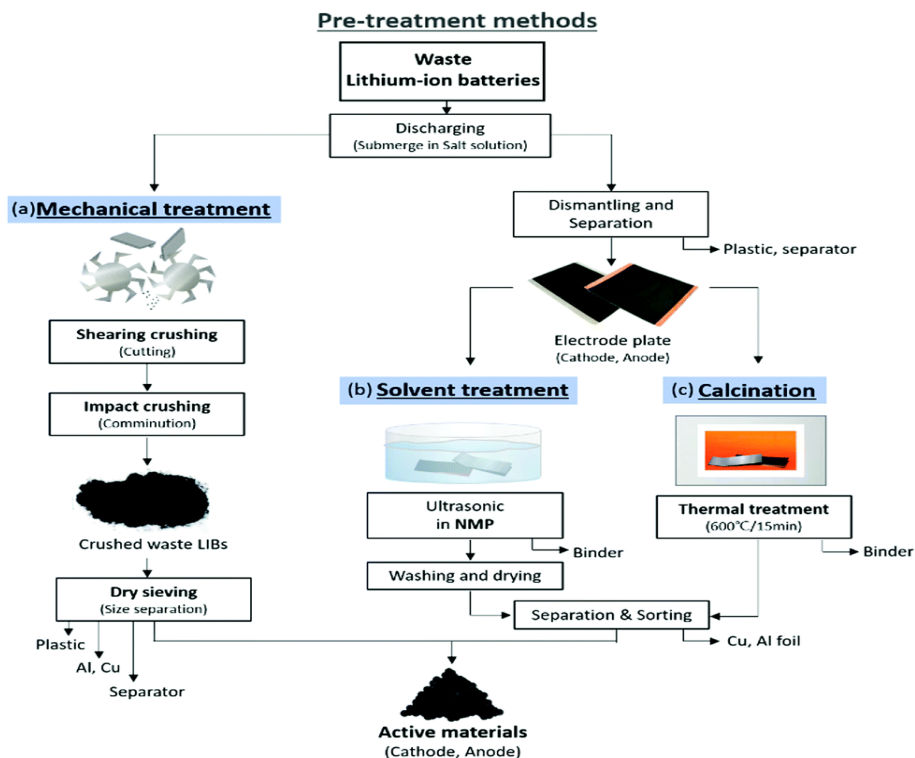 Pre-treatment methods
Waste
Lithium-ion batteries
Discharging
(Submerge in Salt solution)
(a) Mechanical treatment
Shearing crushing
(Cutting)
Impact crushing
(Comminution)
Crushed waste LIBs
Dry sieving
(Size separation)
Plastic
Al, Cu
Separator
Dismantling and
Separation
Plastic, separator
Electrode plate
(Cathode, Anode)
(b) Solvent treatment
Ultrasonic
in NMP
Binder
Washing and drying
(c) Calcination
Thermal treatment
(600℃/15min)
Binder
Separation & Sorting
Cu, Al foil
Active materials
(Cathode, Anode)